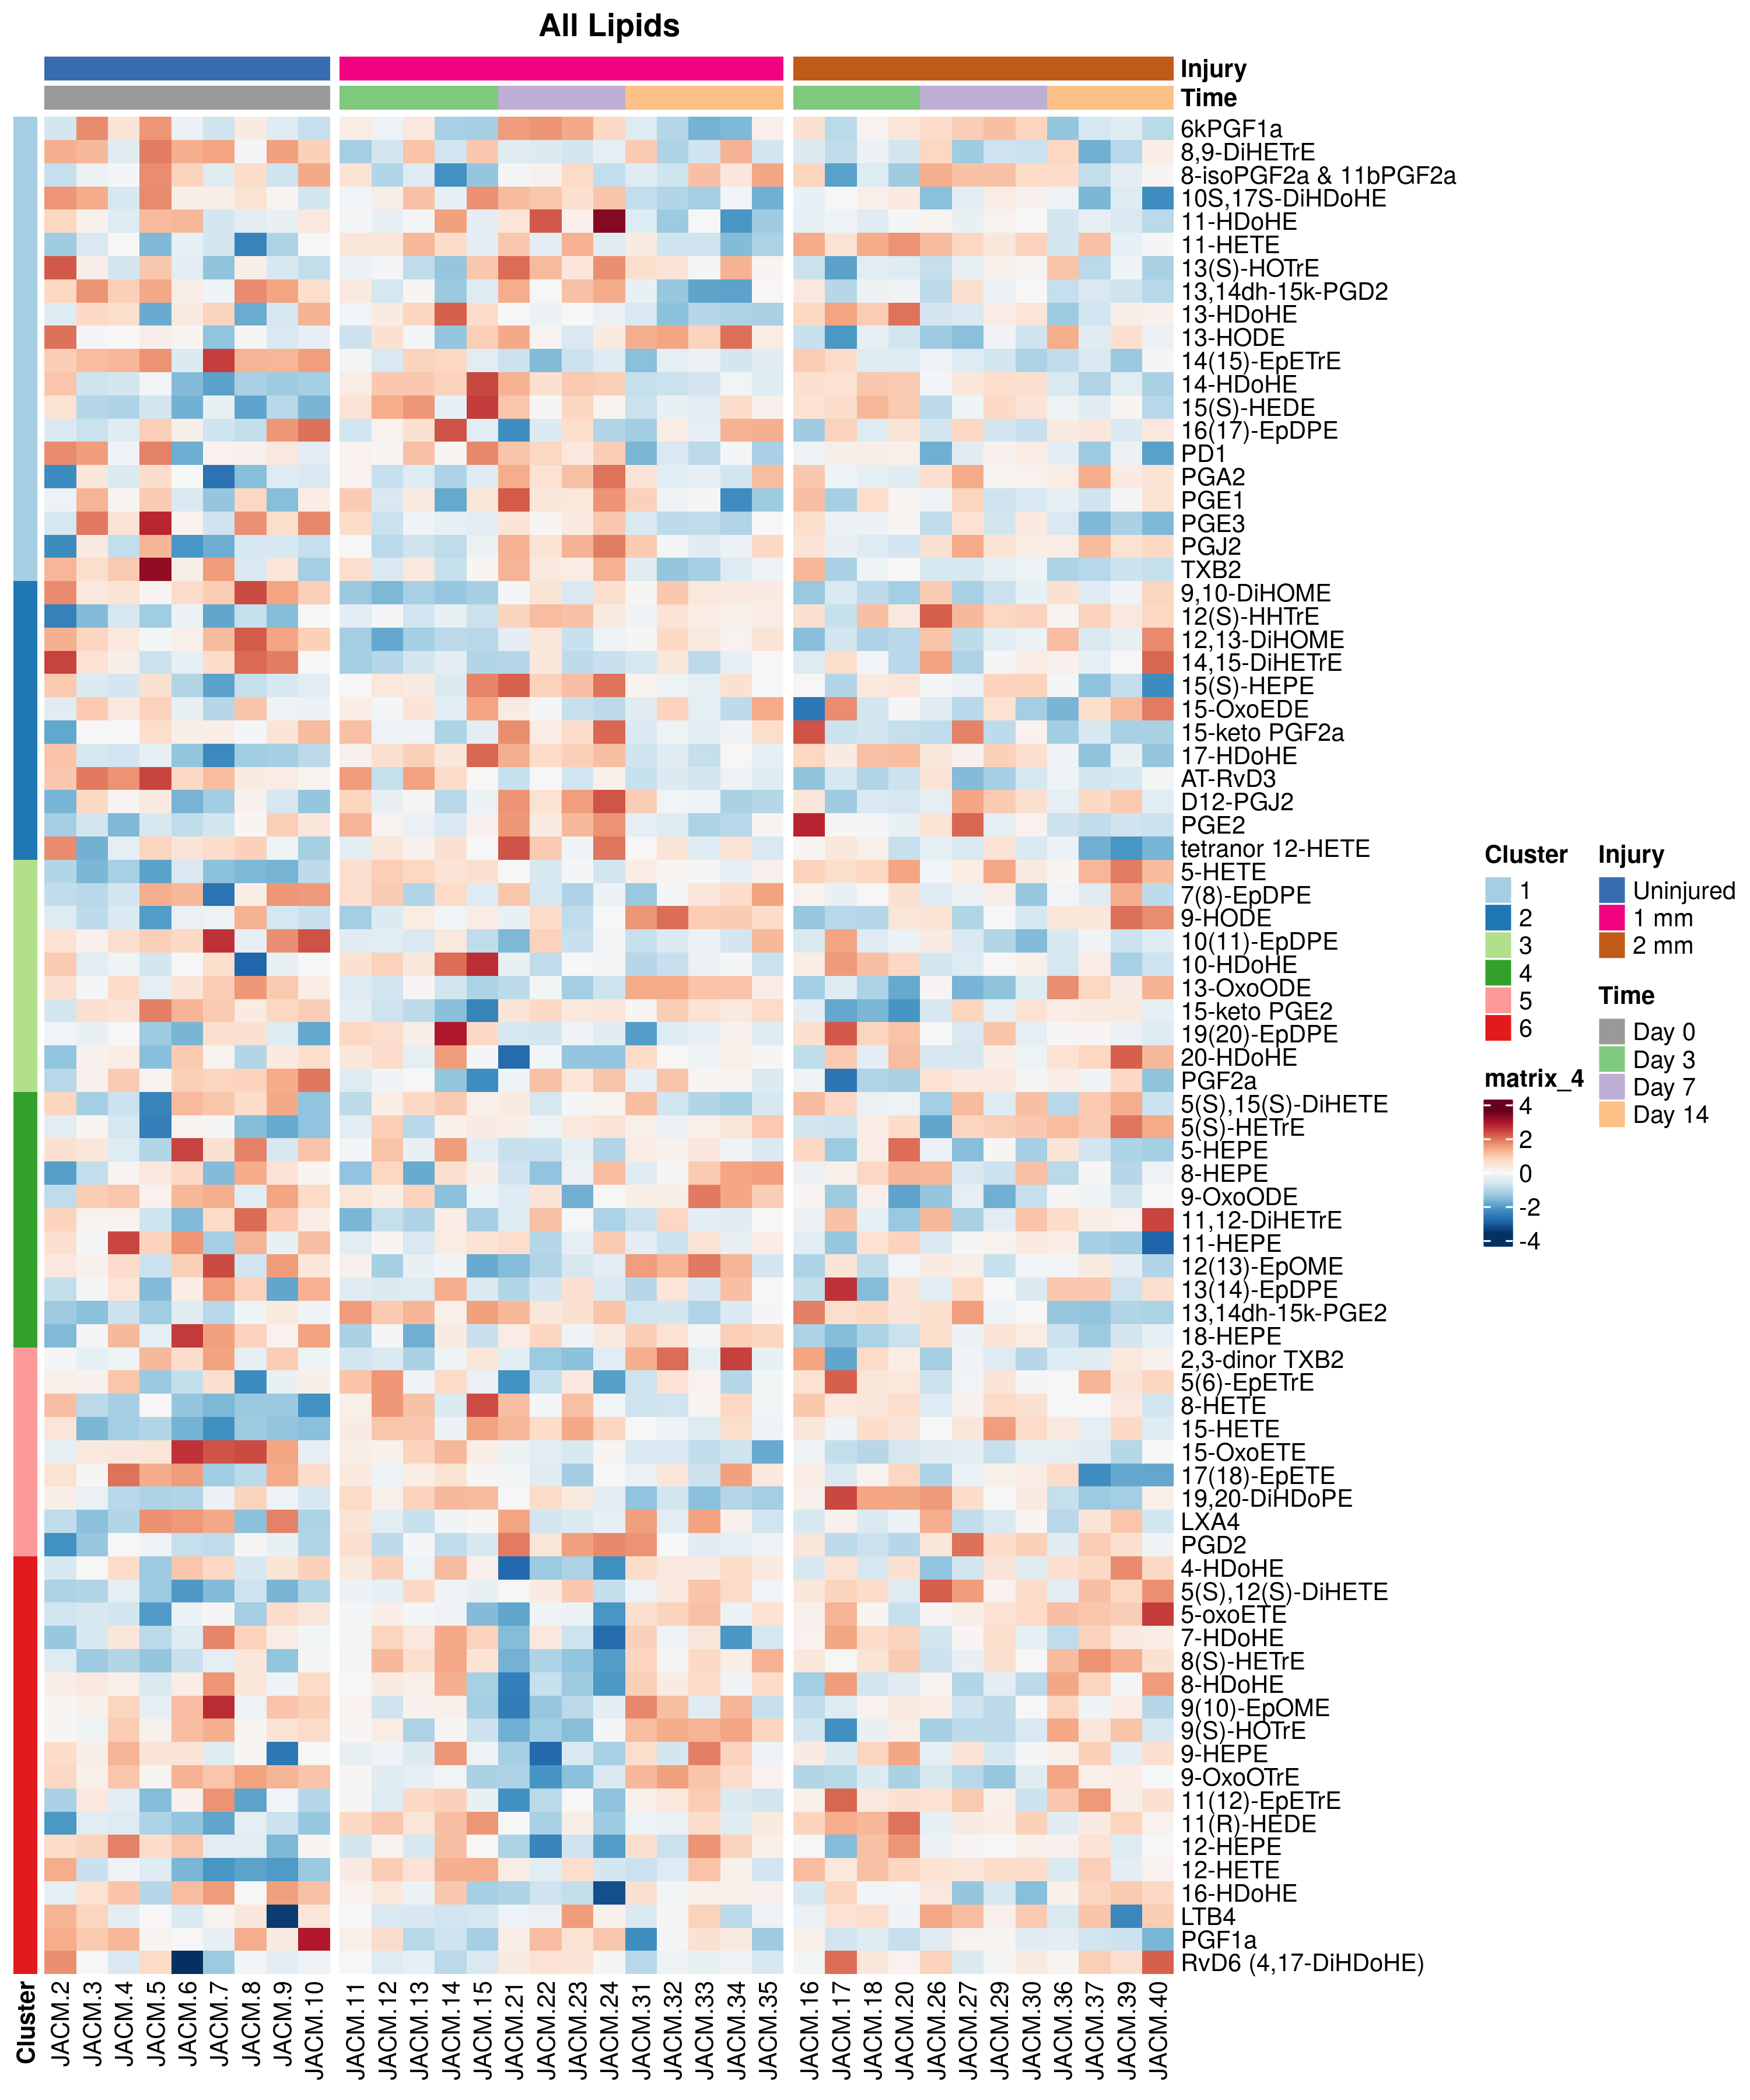 All Lipids
Injury
Time
6kPGF1a
8,9-DiHETrE
8-isoPGF2a & 11bPGF2a
10S,17S-DiHDoHE
11-HDoHE
11-HETE
13(S)-HOTrE
13,14dh-15k-PGD2
13-HDoHE
13-HODE
14(15)-EpETrE
14-HDoHE
15(S)-HEDE
16(17)-EpDPE
PD1
PGA2
PGE1
PGE3
PGJ2
TXB2
9,10-DiHOME
12(S)-HHTrE
12,13-DiHOME
14,15-DiHETrE
15(S)-HEPE
15-OxoEDE
15-keto PGF2a
17-HDoHE
AT-RvD3
D12-PGJ2
PGE2
tetranor 12-HETE
5-HETE
7(8)-EpDPE
9-HODE
10(11)-EpDPE
10-HDoHE
13-OxoODE
15-keto PGE2
19(20)-EpDPE
20-HDoHE
PGF2a
5(S),15(S)-DiHETE
5(S)-HETrE
5-HEPE
8-HEPE
9-OxoODE
11,12-DiHETrE
11-HEPE
12(13)-EpOME
13(14)-EpDPE
13,14dh-15k-PGE2
18-HEPE
2,3-dinor TXB2
5(6)-EpETrE
8-HETE
15-HETE
15-OxoETE
17(18)-EpETE
19,20-DiHDoPE
LXA4
PGD2
4-HDoHE
5(S),12(S)-DiHETE
5-oxoETE
7-HDoHE
8(S)-HETrE
8-HDoHE
9(10)-EpOME
9(S)-HOTrE
9-HEPE
9-OxoOTrE
11(12)-EpETrE
11(R)-HEDE
12-HEPE
12-HETE
16-HDoHE
LTB4
PGF1a
RvD6 (4,17-DiHDoHE)
Cluster
1
2
3
4
5
6
matrix_4
4
2
0
-2
-4
Injury
Uninjured
1 mm
2 mm
Time
Day 0
Day 3
Day 7
Day 14
Cluster
JACM.2
JACM.3
JACM.4
JACM.5
JACM.6
JACM.7
JACM.8
JACM.9
JACM.10
JACM.11
JACM.12
JACM.13
JACM.14
JACM.15
JACM.21
JACM.22
JACM.23
JACM.24
JACM.31
JACM.32
JACM.33
JACM.34
JACM.35
JACM.16
JACM.17
JACM.18
JACM.20
JACM.26
JACM.27
JACM.29
JACM.30
JACM.36
JACM.37
JACM.39
JACM.40